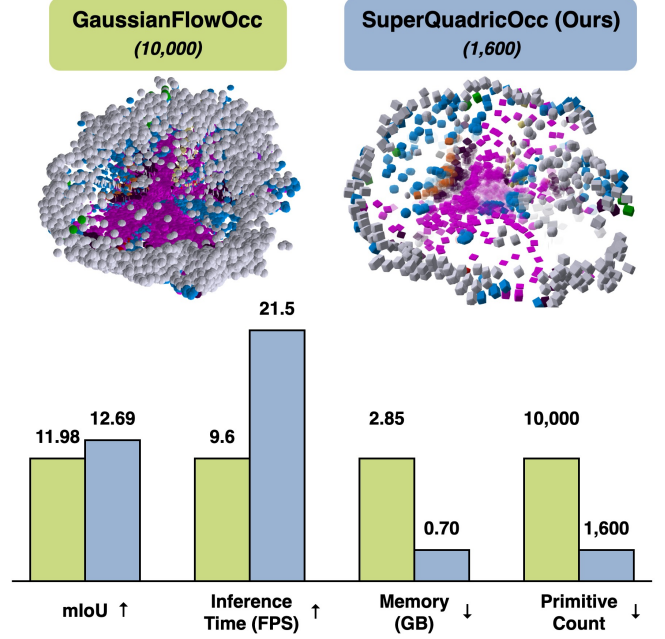 GaussianFlowOcc
(10,000)
SuperQuadricOcc (Ours)
(1,600)
21.5
11.98
12.69
9.6
2.85
0.70
10,000
1,600
mIoU ↑
Inference
Time (FPS) ↑
Memory
(GB) ↓
Primitive
Count ↓